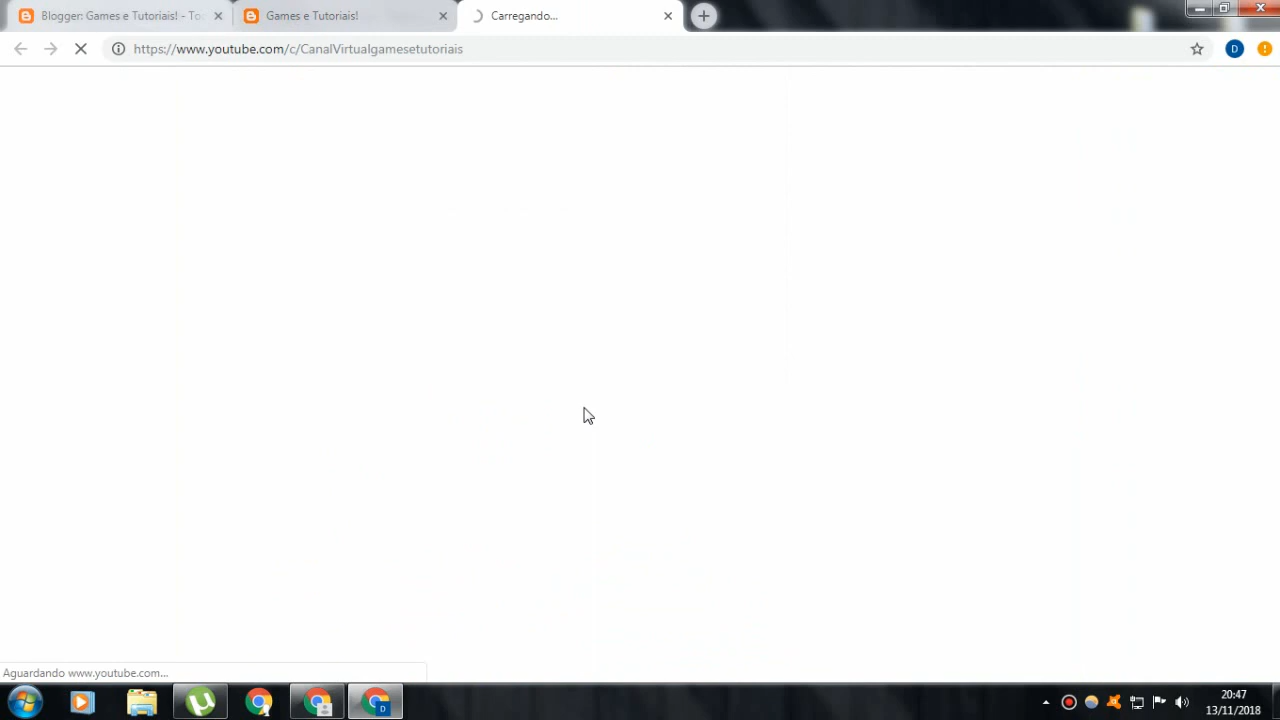 Blogger: Games e Tutoriais! - To
Games e Tutoriais!
Carregando...
https://www.youtube.com/c/CanalVirtualgamesetutoriais
D
Aguardando www.youtube.com...
D
20:47
13/11/2018